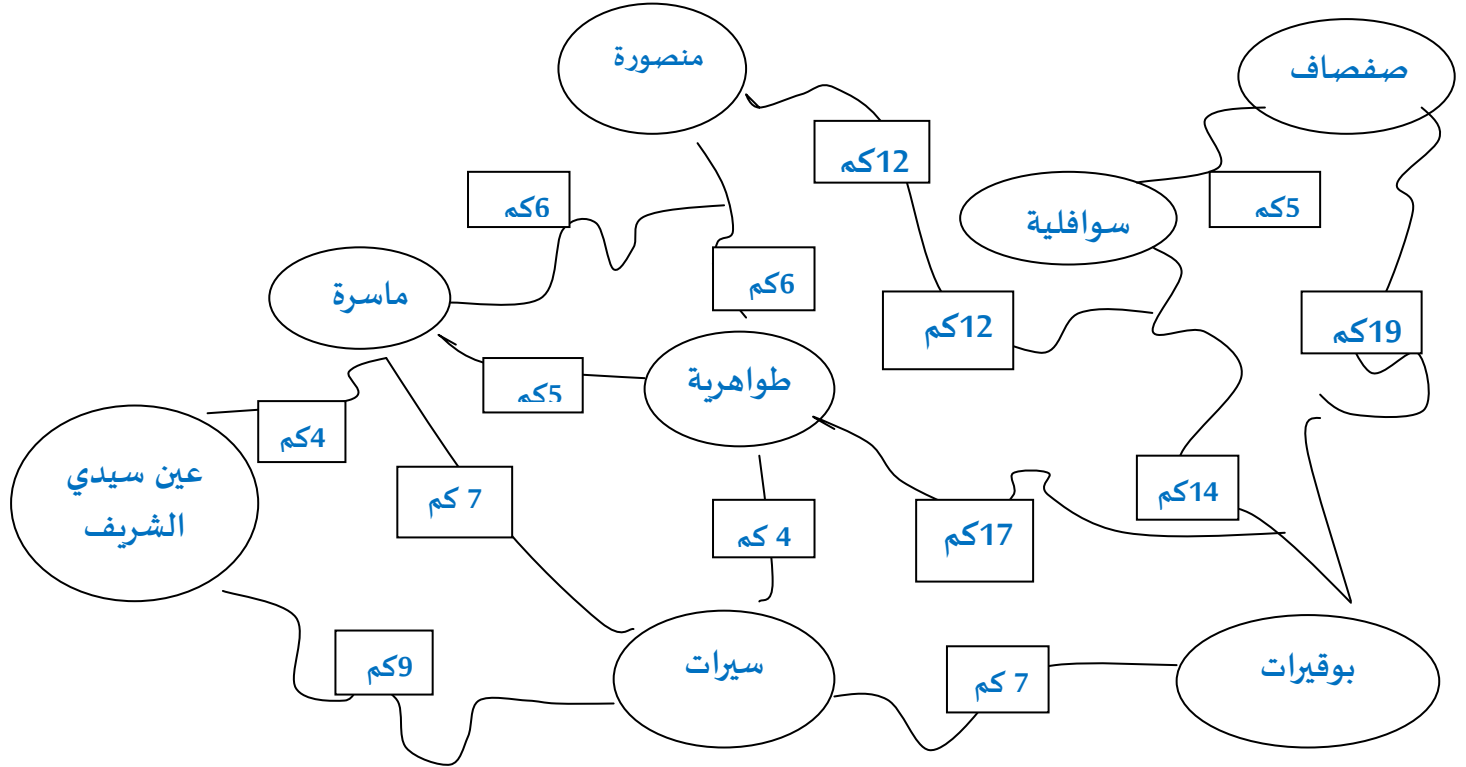 صفصاف
منصورة
12كم
6كم
5كم
سوافلية
6كم
ماسرة
12كم
19كم
طواهرية
5كم
4كم
عين سيدي
الشريف
7 كم
14كم
17كم
4 كم
9كم
سيرات
7 كم
بوقيرات